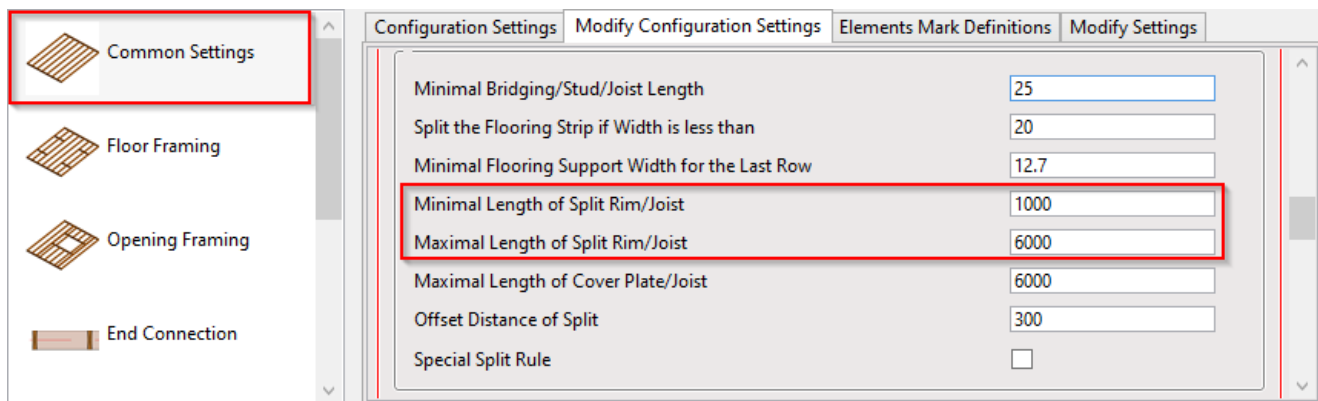 Common Settings
Floor Framing
Opening Framing
End Connection
Configuration Settings
Modify Configuration Settings
Elements Mark Definitions
Modify Settings
Minimal Bridging/Stud/Joist Length 25
Split the Flooring Strip if Width is less than 20
Minimal Flooring Support Width for the Last Row 12.7
Minimal Length of Split Rim/Joist 1000
Maximal Length of Split Rim/Joist 6000
Maximal Length of Cover Plate/Joist 6000
Offset Distance of Split 300
Special Split Rule